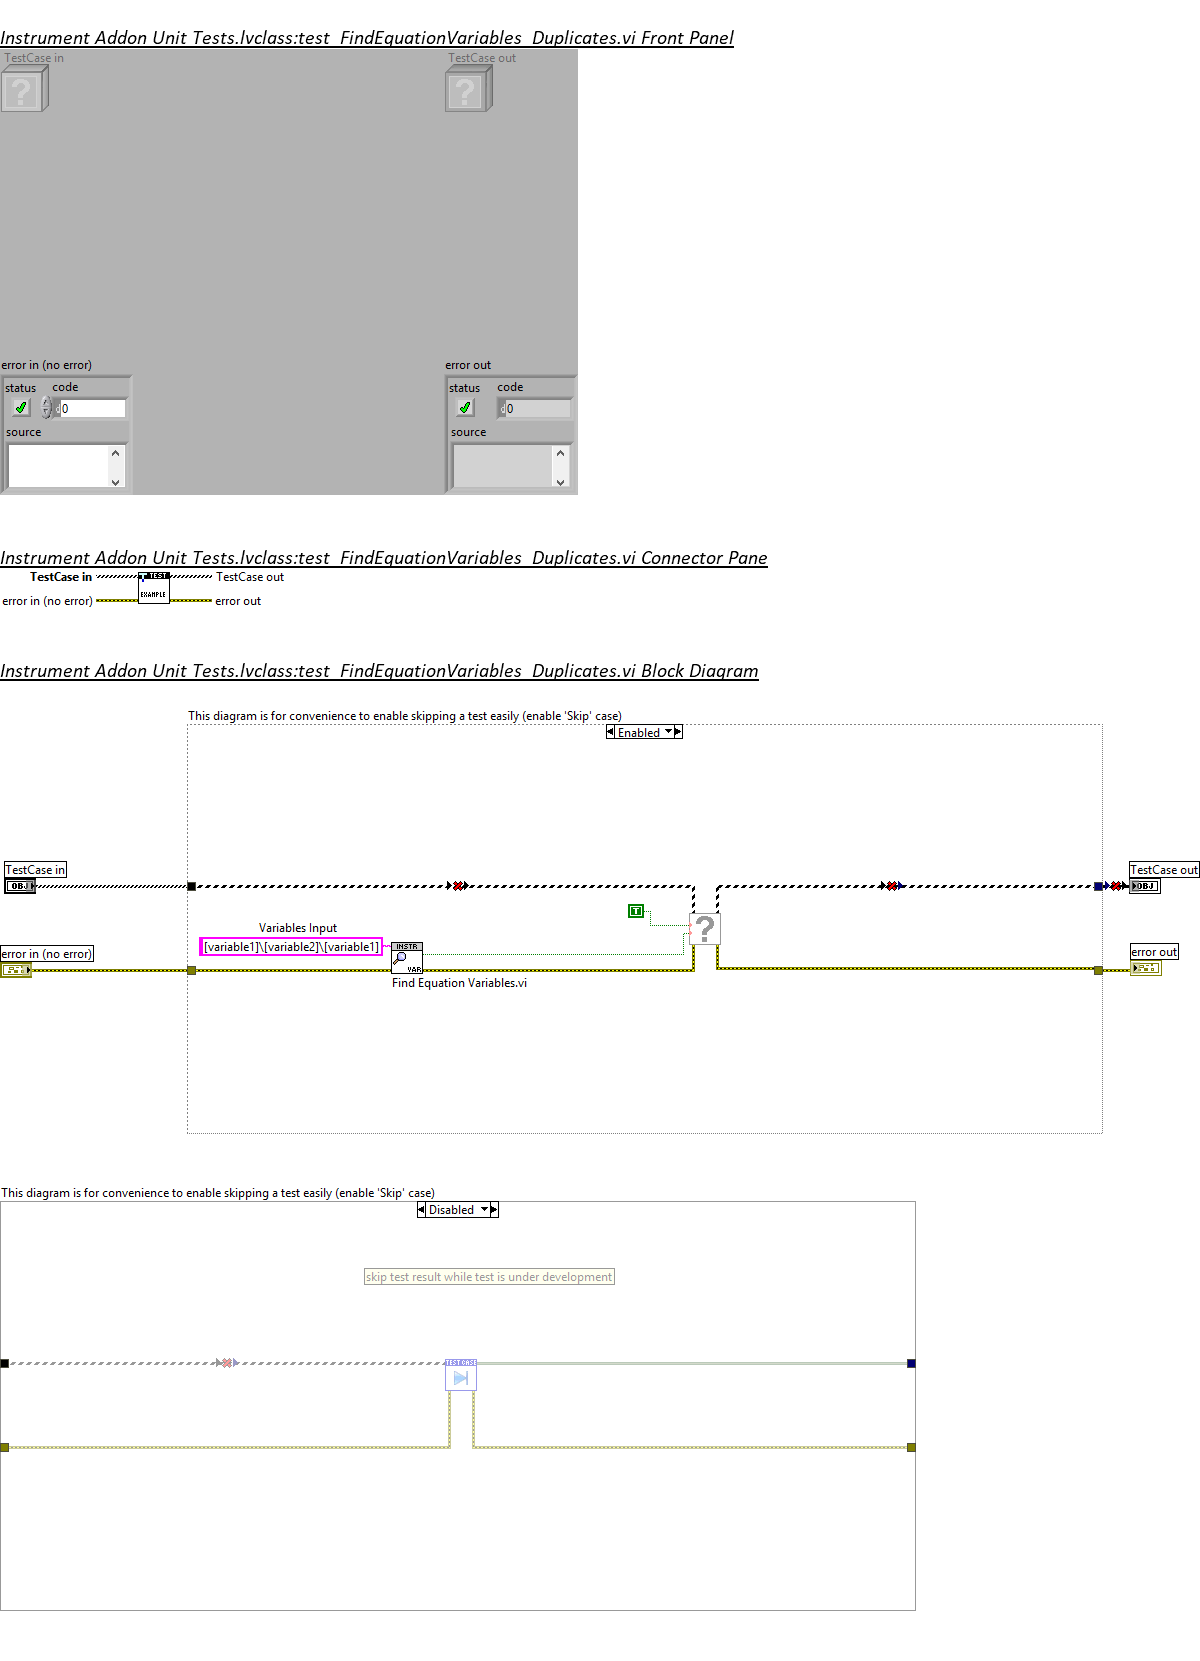 Instrument Addon Unit Tests.lvclass:test_FindEquationVariables_Duplicates.vi Front Panel
TestCase in
TestCase out
?
?
error in (no error)
error out
status code
status code
d 0
d 0
source
source
Instrument Addon Unit Tests.lvclass:test_FindEquationVariables_Duplicates.vi Connector Pane
TestCase in
TEST
TestCase out
EXAMPLE
error in (no error)
error out
Instrument Addon Unit Tests.lvclass:test_FindEquationVariables_Duplicates.vi Block Diagram
This diagram is for convenience to enable skipping a test easily (enable 'Skip' case)
Enabled
TestCase in
OBJ
TestCase out
OBJ
T
?
Variables Input
[variable1]\[variable2]\[variable1]
INSTR
VAR
Find Equation Variables.vi
error in (no error)
error out
This diagram is for convenience to enable skipping a test easily (enable 'Skip' case)
Disabled
skip test result while test is under development
TEST CASE